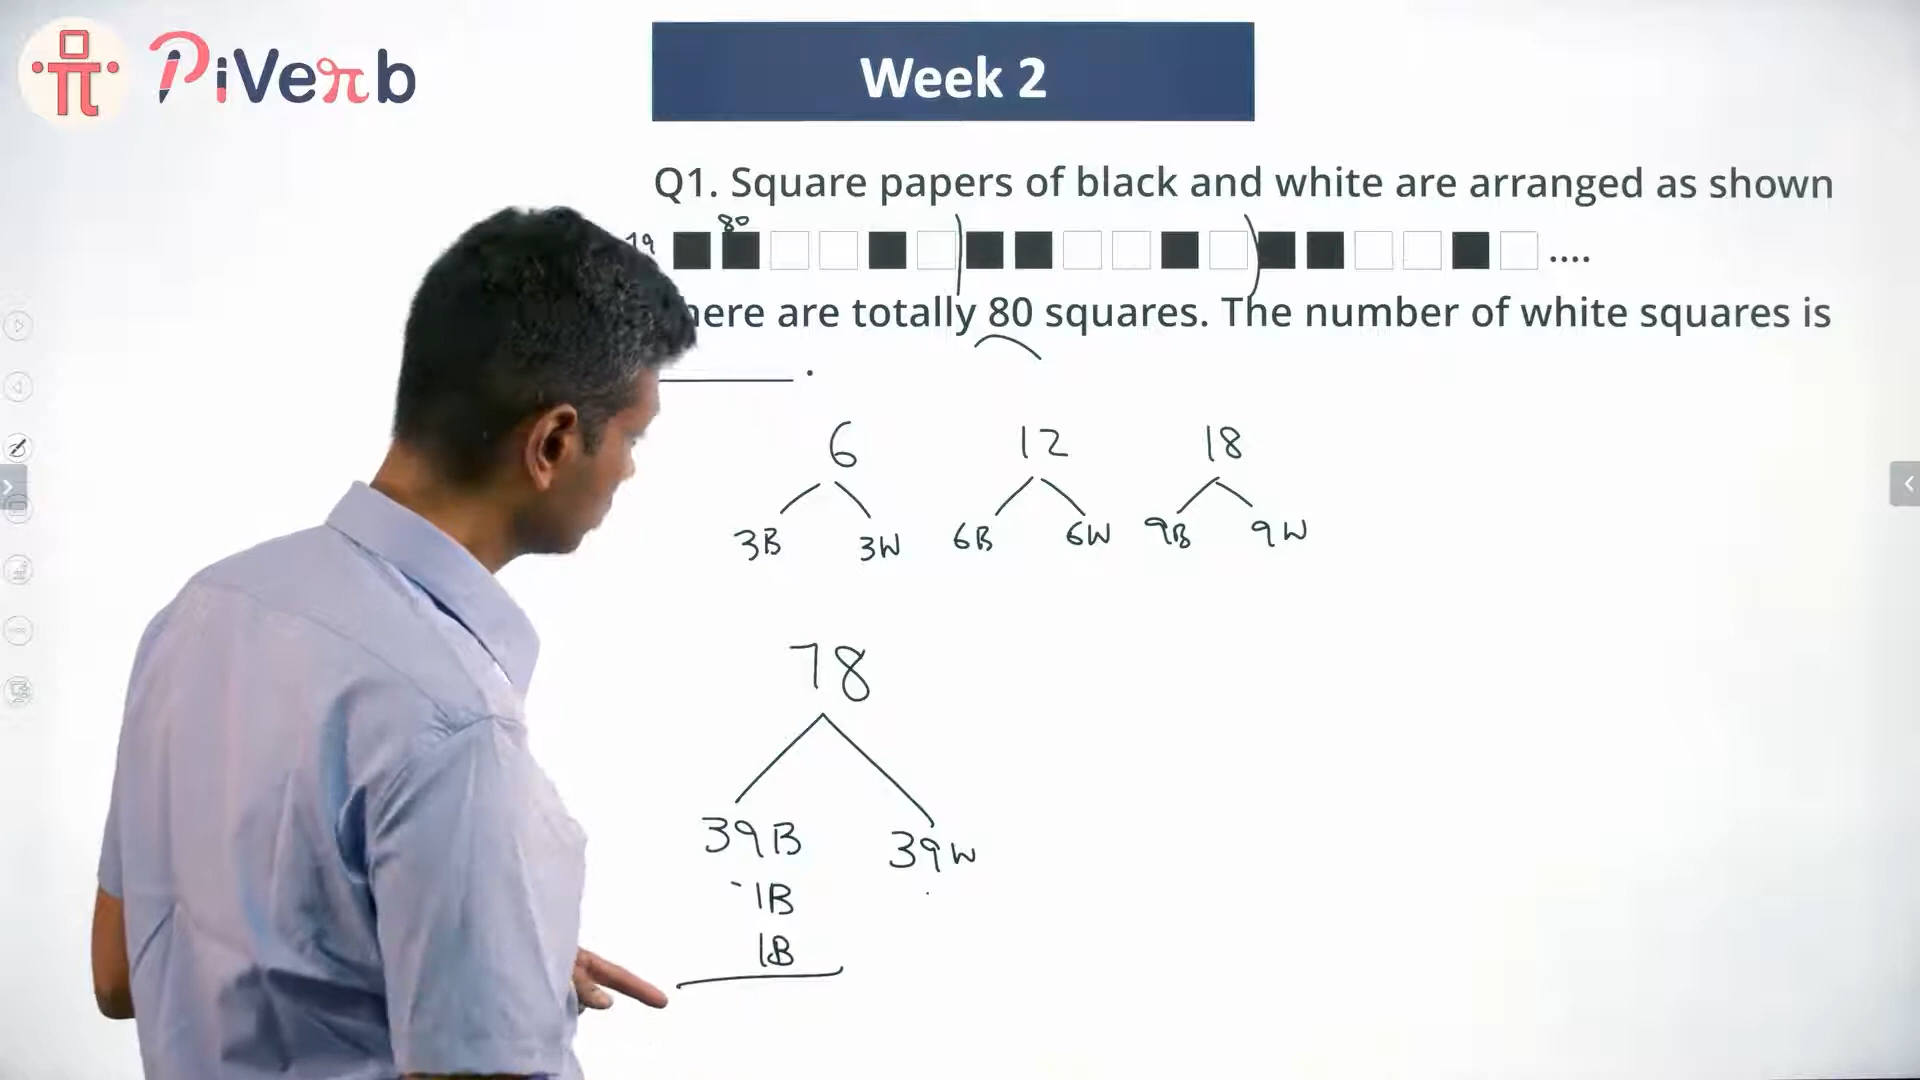 PiVerb
Week 2
Q1. Square papers of black and white are arranged as shown
79 80
....
here are totally 80 squares. The number of white squares is
.
6 12 18
3B 3W 6B 6W 9B 9W
78
39B 39W
1B
1B